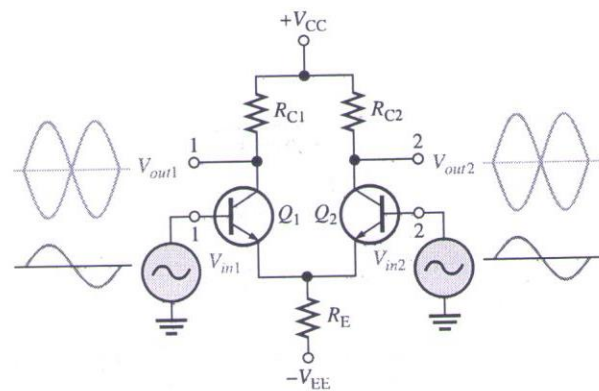 +VCC
RC1 RC2
1 2
Vout1 Vout2
Q1 Q2
1 2
Vin1 Vin2
RE
−VEE